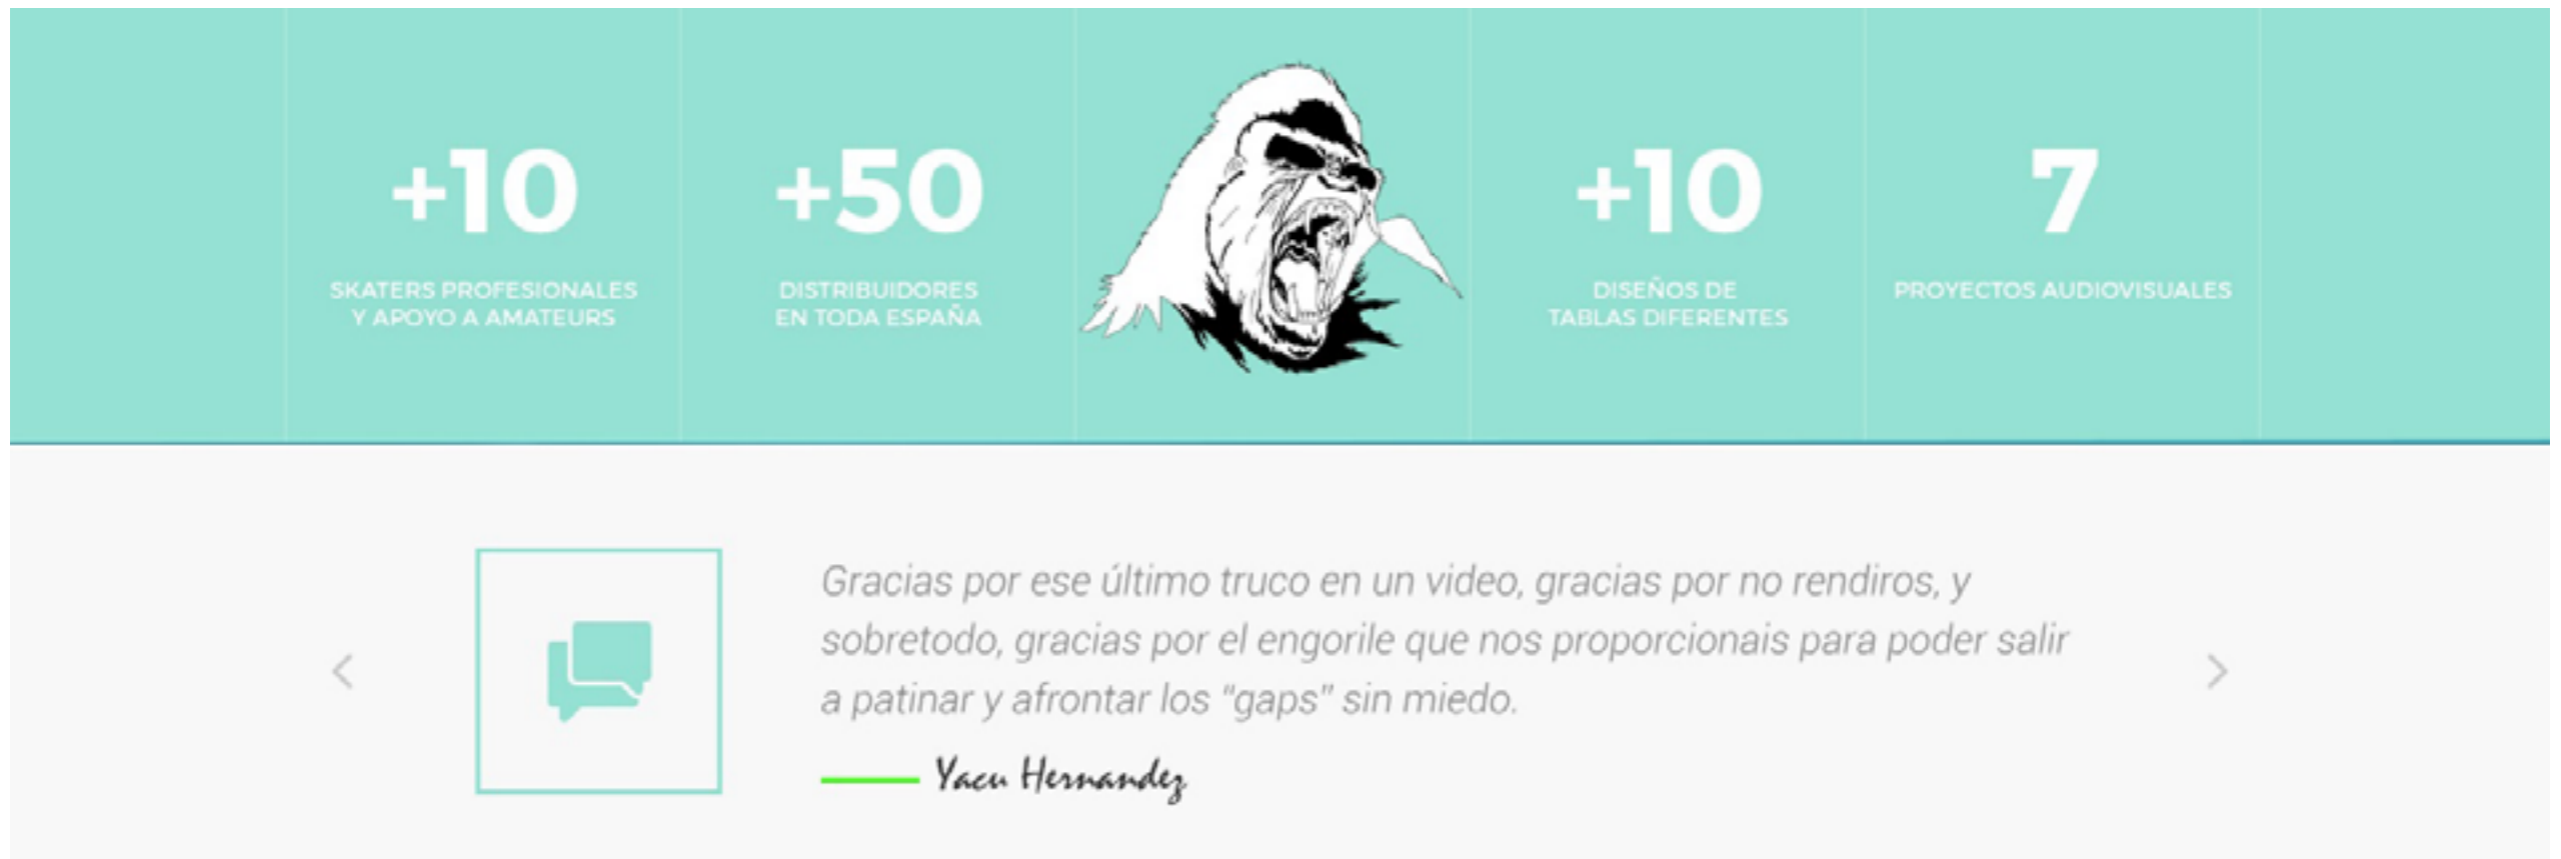 +10
SKATERS PROFESIONALES
Y APOYO A AMATEURS
+50
DISTRIBUIDORES
EN TODA ESPAÑA
+10
DISEÑOS DE
TABLAS DIFERENTES
7
PROYECTOS AUDIOVISUALES
Gracias por ese último truco en un video, gracias por no rendiros, y
sobretodo, gracias por el engorile que nos proporcionais para poder salir
a patinar y afrontar los "gaps" sin miedo.
Yacu Hernandez